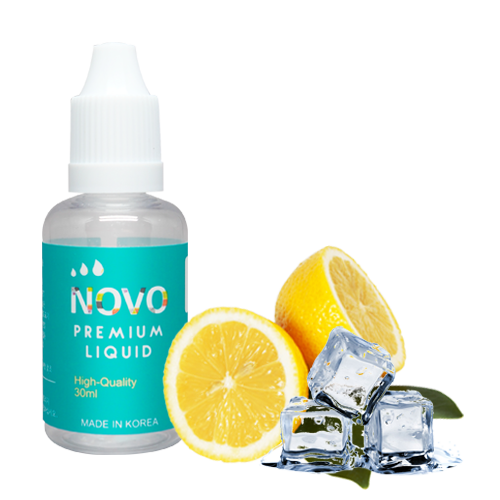 NOVO
PREMIUM
LIQUID
High-Quality
30ml
MADE IN KOREA